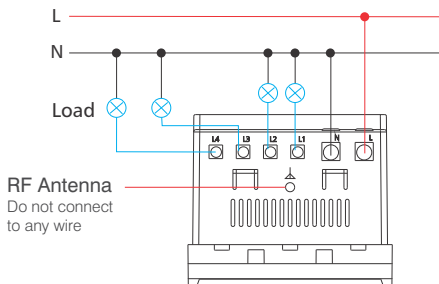 L
N
Load
L4 L3 L2 L1 N L
RF Antenna
Do not connect
to any wire